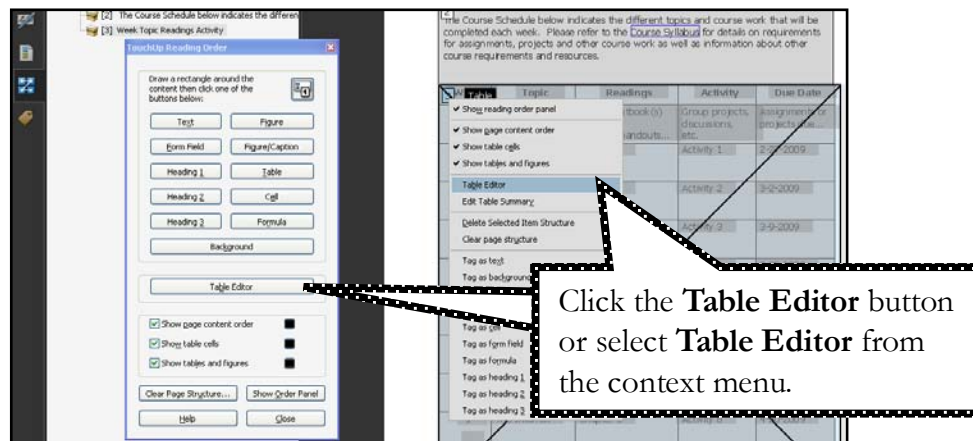 [2] The Course Schedule below indicates the differen
[3] Week Topic Readings Activity
TouchUp Reading Order
Draw a rectangle around the
content then click one of the
buttons below:
Text Figure
Form Field Figure/Caption
Heading 1 Table
Heading 2 Cell
Heading 3 Formula
Background
Table Editor
Show page content order
Show table cells
Show tables and figures
Clear Page Structure... Show Order Panel
Help Close
The Course Schedule below indicates the different topics and course work that will be
completed each week. Please refer to the Course Syllabus for details on requirements
for assignments, projects and other course work as well as information about other
course requirements and resources.
W Table Topic Readings Activity Due Date
Group projects, Assignments or
discussions, projects due...
etc.
Activity 1
Activity 2 3-2-2009
Activity 3 3-9-2009
Show reading order panel
Show page content order
Show table cells
Show tables and figures
Table Editor
Edit Table Summary
Delete Selected Item Structure
Clear page structure
Tag as text
Tag as background
Tag as cell
Tag as form field
Tag as formula
Tag as heading 1
Tag as heading 2
Tag as heading 3
Click the Table Editor button
or select Table Editor from
the context menu.